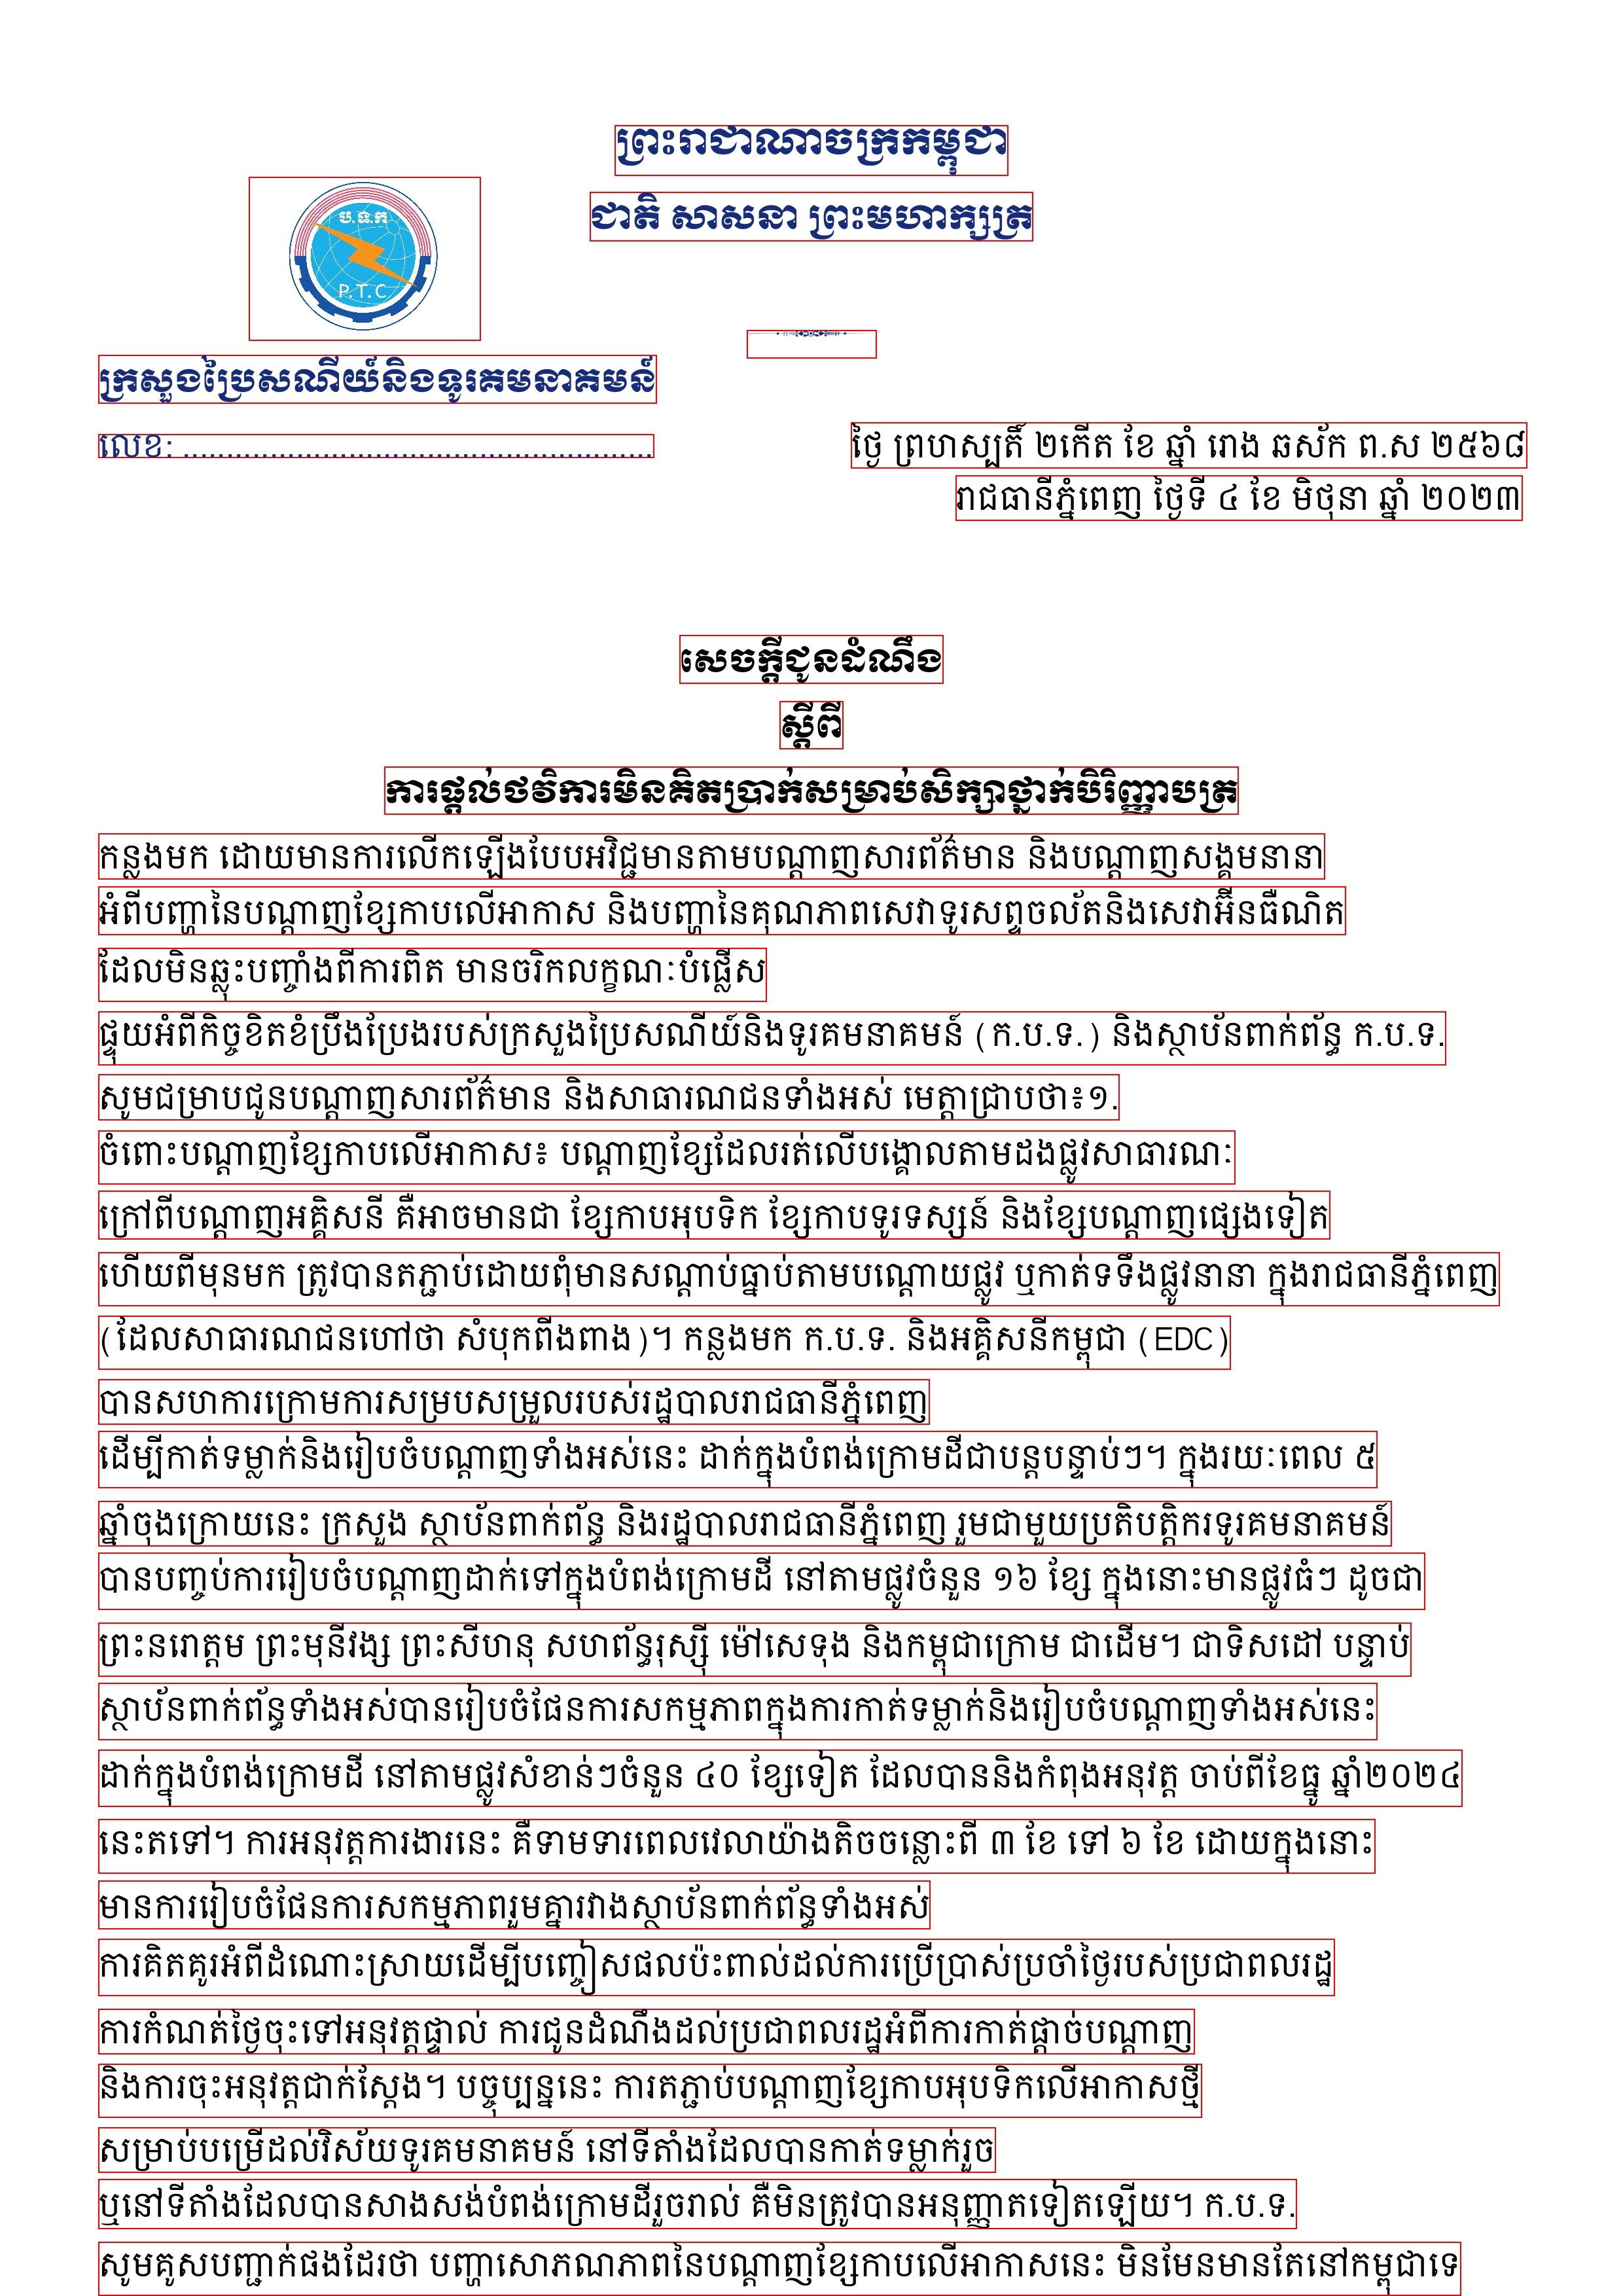 ព្រះរាជាណាចក្រកម្ពុជា
ជាតិ សាសនា ព្រះមហាក្សត្រ
ប.ទ.ក
P.T.C
ក្រសួងប្រៃសណីយ៍និងទូរគមនាគមន៍
លេខ: ......................................................
ថ្ងៃ ព្រហស្បតិ៍ ២កើត ខែ ឆ្នាំ រោង ឆស័ក ព.ស ២៥៦៨
រាជធានីភ្នំពេញ ថ្ងៃទី ៤ ខែ មិថុនា ឆ្នាំ ២០២៣
សេចក្តីជូនដំណឹង
ស្តីពី
ការផ្តល់ថវិការមិនគិតប្រាក់សម្រាប់សិក្សាថ្នាក់បរិញ្ញាបត្រ
កន្លងមក ដោយមានការលើកឡើងបែបអវិជ្ជមានតាមបណ្តាញសារព័ត៌មាន និងបណ្តាញសង្គមនានា
អំពីបញ្ហានៃបណ្តាញខ្សែកាបលើអាកាស និងបញ្ហានៃគុណភាពសេវាទូរសព្ទចល័តនិងសេវាអ៊ីនធឺណិត
ដែលមិនឆ្លុះបញ្ចាំងពីការពិត មានចរិកលក្ខណៈបំផ្លើស
ផ្ទុយអំពីកិច្ចខិតខំប្រឹងប្រែងរបស់ក្រសួងប្រៃសណីយ៍និងទូរគមនាគមន៍ (ក.ប.ទ.) និងស្ថាប័នពាក់ព័ន្ធ ក.ប.ទ.
សូមជម្រាបជូនបណ្តាញសារព័ត៌មាន និងសាធារណជនទាំងអស់ មេត្តាជ្រាបថា៖១.
ចំពោះបណ្តាញខ្សែកាបលើអាកាស៖ បណ្តាញខ្សែដែលរត់លើបង្គោលតាមដងផ្លូវសាធារណៈ
ក្រៅពីបណ្តាញអគ្គិសនី គឺអាចមានជា ខ្សែកាបអុបទិក ខ្សែកាបទូរទស្សន៍ និងខ្សែបណ្តាញផ្សេងទៀត
ហើយពីមុនមក ត្រូវបានតភ្ជាប់ដោយពុំមានសណ្តាប់ធ្នាប់តាមបណ្តោយផ្លូវ ឬកាត់ទទឹងផ្លូវនានា ក្នុងរាជធានីភ្នំពេញ
(ដែលសាធារណជនហៅថា សំបុកពីងពាង)។ កន្លងមក ក.ប.ទ. និងអគ្គិសនីកម្ពុជា (EDC)
បានសហការក្រោមការសម្របសម្រួលរបស់រដ្ឋបាលរាជធានីភ្នំពេញ
ដើម្បីកាត់ទម្លាក់និងរៀបចំបណ្តាញទាំងអស់នេះ ដាក់ក្នុងបំពង់ក្រោមដីជាបន្តបន្ទាប់ៗ។ ក្នុងរយៈពេល ៥
ឆ្នាំចុងក្រោយនេះ ក្រសួង ស្ថាប័នពាក់ព័ន្ធ និងរដ្ឋបាលរាជធានីភ្នំពេញ រួមជាមួយប្រតិបត្តិករទូរគមនាគមន៍
បានបញ្ចប់ការរៀបចំបណ្តាញដាក់ទៅក្នុងបំពង់ក្រោមដី នៅតាមផ្លូវចំនួន ១៦ ខ្សែ ក្នុងនោះមានផ្លូវធំៗ ដូចជា
ព្រះនរោត្តម ព្រះមុនីវង្ស ព្រះសីហនុ សហព័ន្ធរុស្ស៊ី ម៉ៅសេទុង និងកម្ពុជាក្រោម ជាដើម។ ជាទិសដៅ បន្ទាប់
ស្ថាប័នពាក់ព័ន្ធទាំងអស់បានរៀបចំផែនការសកម្មភាពក្នុងការកាត់ទម្លាក់និងរៀបចំបណ្តាញទាំងអស់នេះ
ដាក់ក្នុងបំពង់ក្រោមដី នៅតាមផ្លូវសំខាន់ៗចំនួន ៤០ ខ្សែទៀត ដែលបាននិងកំពុងអនុវត្ត ចាប់ពីខែធ្នូ ឆ្នាំ២០២៤
នេះតទៅ។ ការអនុវត្តការងារនេះ គឺទាមទារពេលវេលាយ៉ាងតិចចន្លោះពី ៣ ខែ ទៅ ៦ ខែ ដោយក្នុងនោះ
មានការរៀបចំផែនការសកម្មភាពរួមគ្នារវាងស្ថាប័នពាក់ព័ន្ធទាំងអស់
ការគិតគូរអំពីដំណោះស្រាយដើម្បីបញ្ចៀសផលប៉ះពាល់ដល់ការប្រើប្រាស់ប្រចាំថ្ងៃរបស់ប្រជាពលរដ្ឋ
ការកំណត់ថ្ងៃចុះទៅអនុវត្តផ្ទាល់ ការជូនដំណឹងដល់ប្រជាពលរដ្ឋអំពីការកាត់ផ្តាច់បណ្តាញ
និងការចុះអនុវត្តជាក់ស្តែង។ បច្ចុប្បន្ននេះ ការតភ្ជាប់បណ្តាញខ្សែកាបអុបទិកលើអាកាសថ្មី
សម្រាប់បម្រើដល់វិស័យទូរគមនាគមន៍ នៅទីតាំងដែលបានកាត់ទម្លាក់រួច
ឬនៅទីតាំងដែលបានសាងសង់បំពង់ក្រោមដីរួចរាល់ គឺមិនត្រូវបានអនុញ្ញាតទៀតឡើយ។ ក.ប.ទ.
សូមគូសបញ្ជាក់ផងដែរថា បញ្ហាសោភណភាពនៃបណ្តាញខ្សែកាបលើអាកាសនេះ មិនមែនមានតែនៅកម្ពុជាទេ